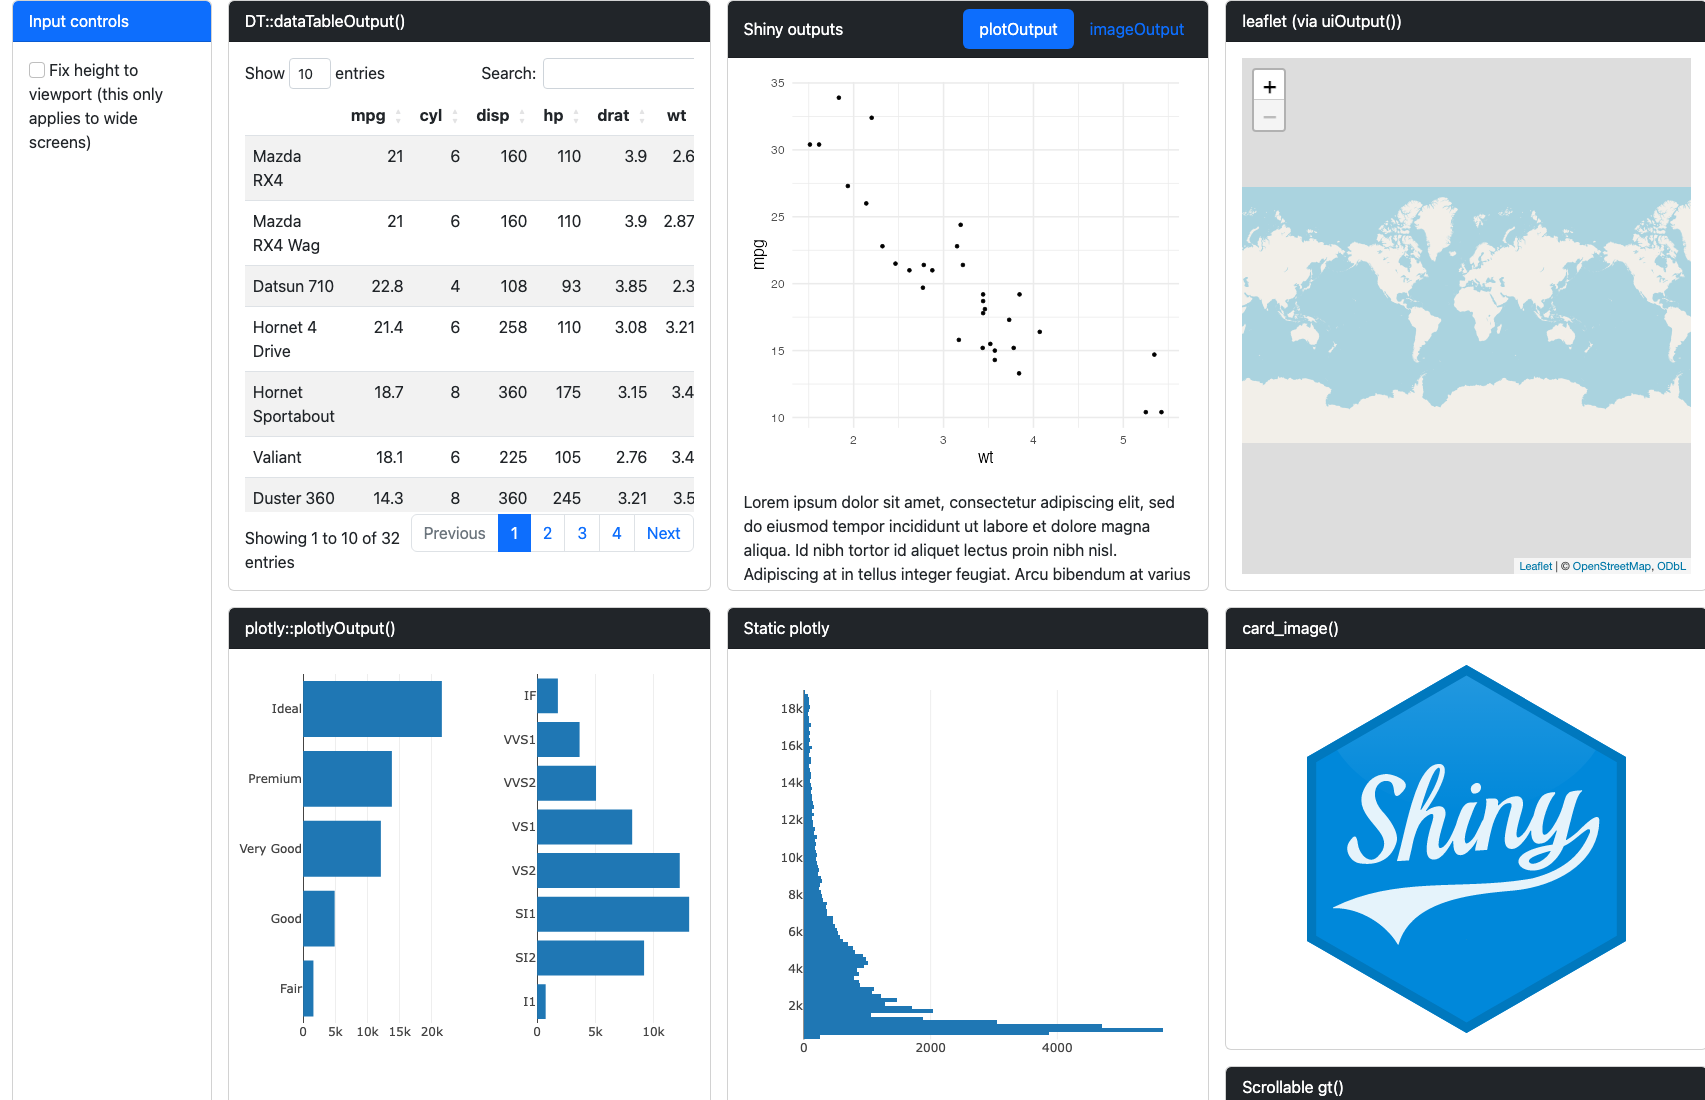 Input controls
Fix height to
viewport (this only
applies to wide
screens)
DT::dataTableOutput()
Show 10 entries Search:
mpg cyl disp hp drat wt
Mazda RX4 21 6 160 110 3.9 2.6
Mazda RX4 Wag 21 6 160 110 3.9 2.87
Datsun 710 22.8 4 108 93 3.85 2.3
Hornet 4 Drive 21.4 6 258 110 3.08 3.21
Hornet Sportabout 18.7 8 360 175 3.15 3.4
Valiant 18.1 6 225 105 2.76 3.4
Duster 360 14.3 8 360 245 3.21 3.5
Showing 1 to 10 of 32
entries
Previous 1 2 3 4 Next
Shiny outputs plotOutput imageOutput
35
30
25
20
15
10
mpg
2 3 4 5
wt
Lorem ipsum dolor sit amet, consectetur adipiscing elit, sed
do eiusmod tempor incididunt ut labore et dolore magna
aliqua. Id nibh tortor id aliquet lectus proin nibh nisl.
Adipiscing at in tellus integer feugiat. Arcu bibendum at varius
leaflet (via uiOutput())
+
−
Leaflet | © OpenStreetMap, ODbL
plotly::plotlyOutput()
Ideal
Premium
Very Good
Good
Fair
0 5k 10k 15k 20k
IF
VVS1
VVS2
VS1
VS2
SI1
SI2
I1
0 5k 10k
Static plotly
18k
16k
14k
12k
10k
8k
6k
4k
2k
0 2000 4000
card_image()
Shiny
Scrollable gt()